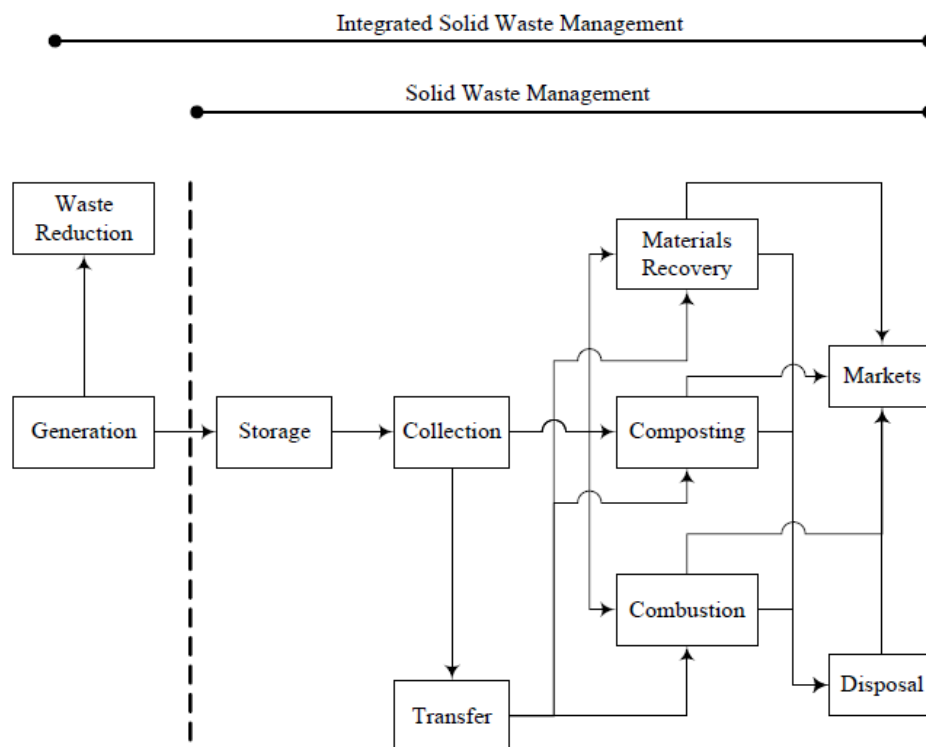 Integrated Solid Waste Management
Solid Waste Management
Waste
Reduction
Materials
Recovery
Markets
Generation
Storage
Collection
Composting
Combustion
Disposal
Transfer